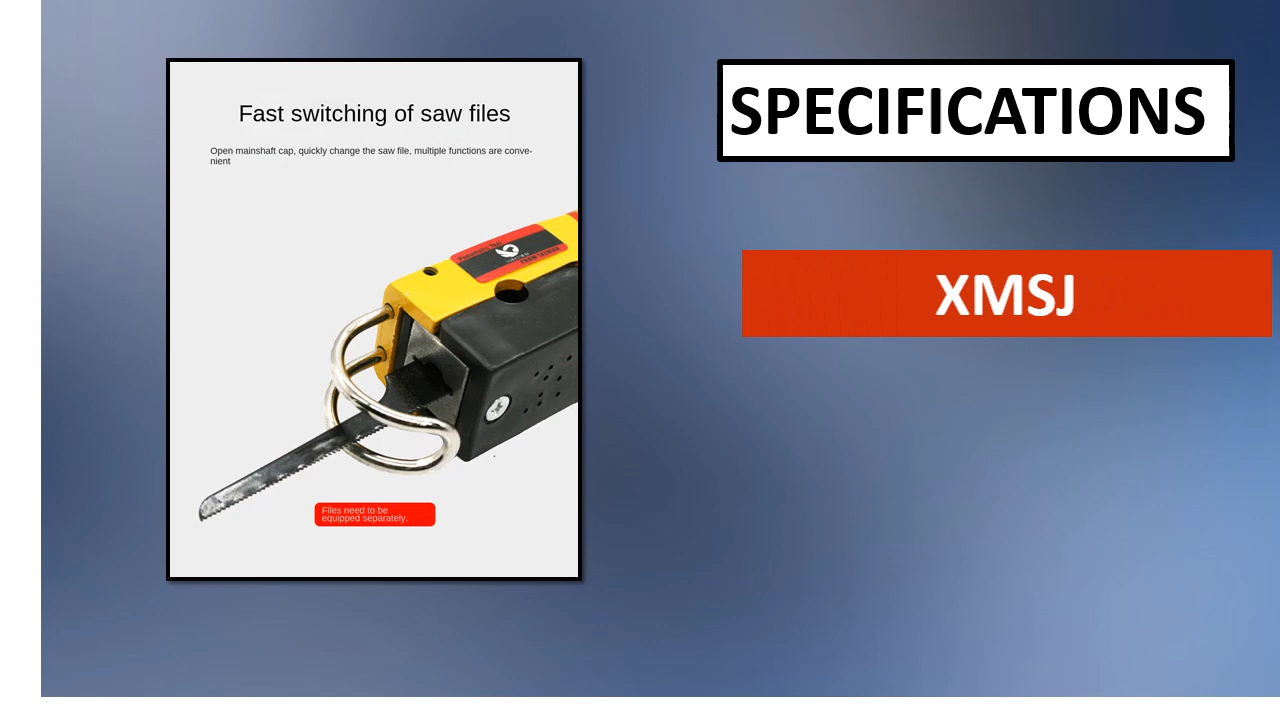 Fast switching of saw files
Open mainshaft cap, quickly change the saw file, multiple functions are conve-
nient
Files need to be
equipped separately.
SPECIFICATIONS
XMSJ